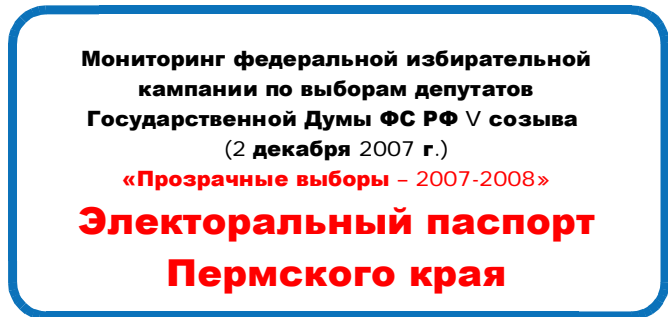 Мониторинг федеральной избирательной
кампании по выборам депутатов
Государственной Думы ФС РФ V созыва
(2 декабря 2007 г.)
«Прозрачные выборы – 2007-2008»
Электоральный паспорт
Пермского края